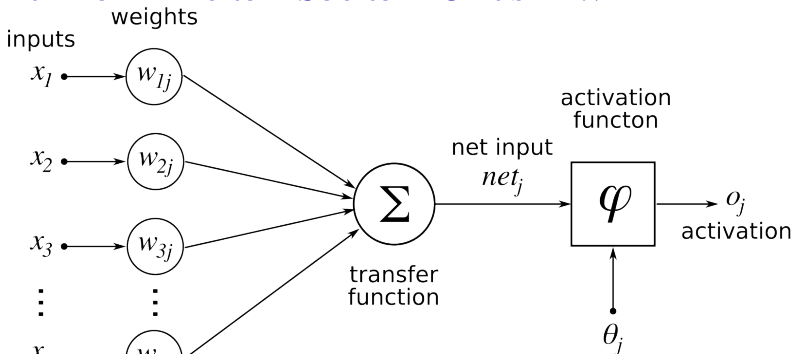 weights
inputs
x1 w1j
activation
functon
x2 w2j
net input
netj
Σ
φ
oj
activation
x3 w3j
transfer
function
θj
x
w